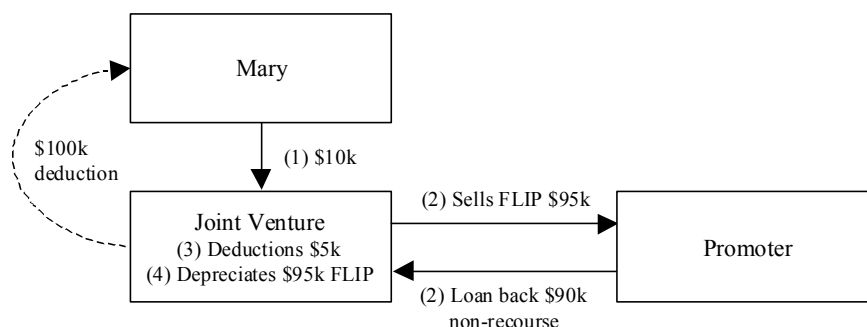 Mary
$100k
deduction
(1) $10k
Joint Venture
(3) Deductions $5k
(4) Depreciates $95k FLIP
(2) Sells FLIP $95k
Promoter
(2) Loan back $90k
non-recourse